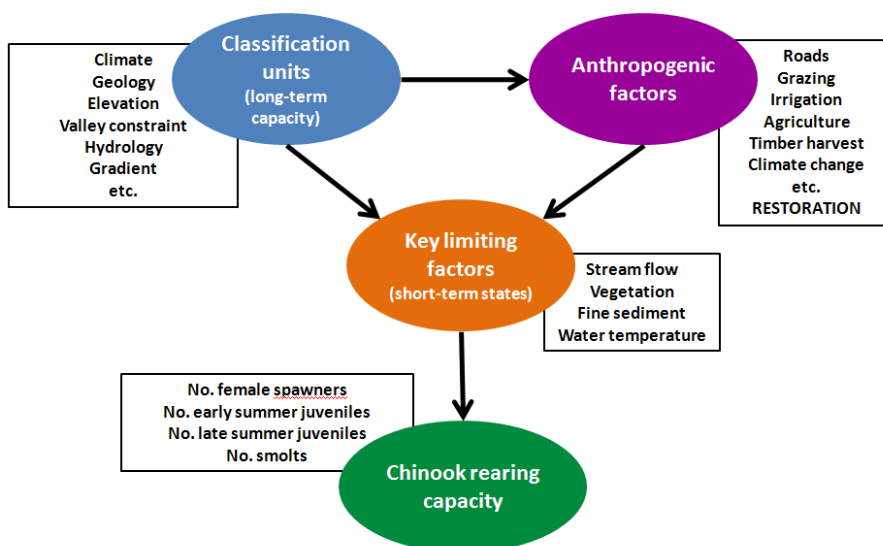 Classification
units
(long-term
capacity)
Climate
Geology
Elevation
Valley constraint
Hydrology
Gradient
etc.
Anthropogenic
factors
Roads
Grazing
Irrigation
Agriculture
Timber harvest
Climate change
etc.
RESTORATION
Key limiting
factors
(short-term states)
Stream flow
Vegetation
Fine sediment
Water temperature
No. female spawners
No. early summer juveniles
No. late summer juveniles
No. smolts
Chinook rearing
capacity